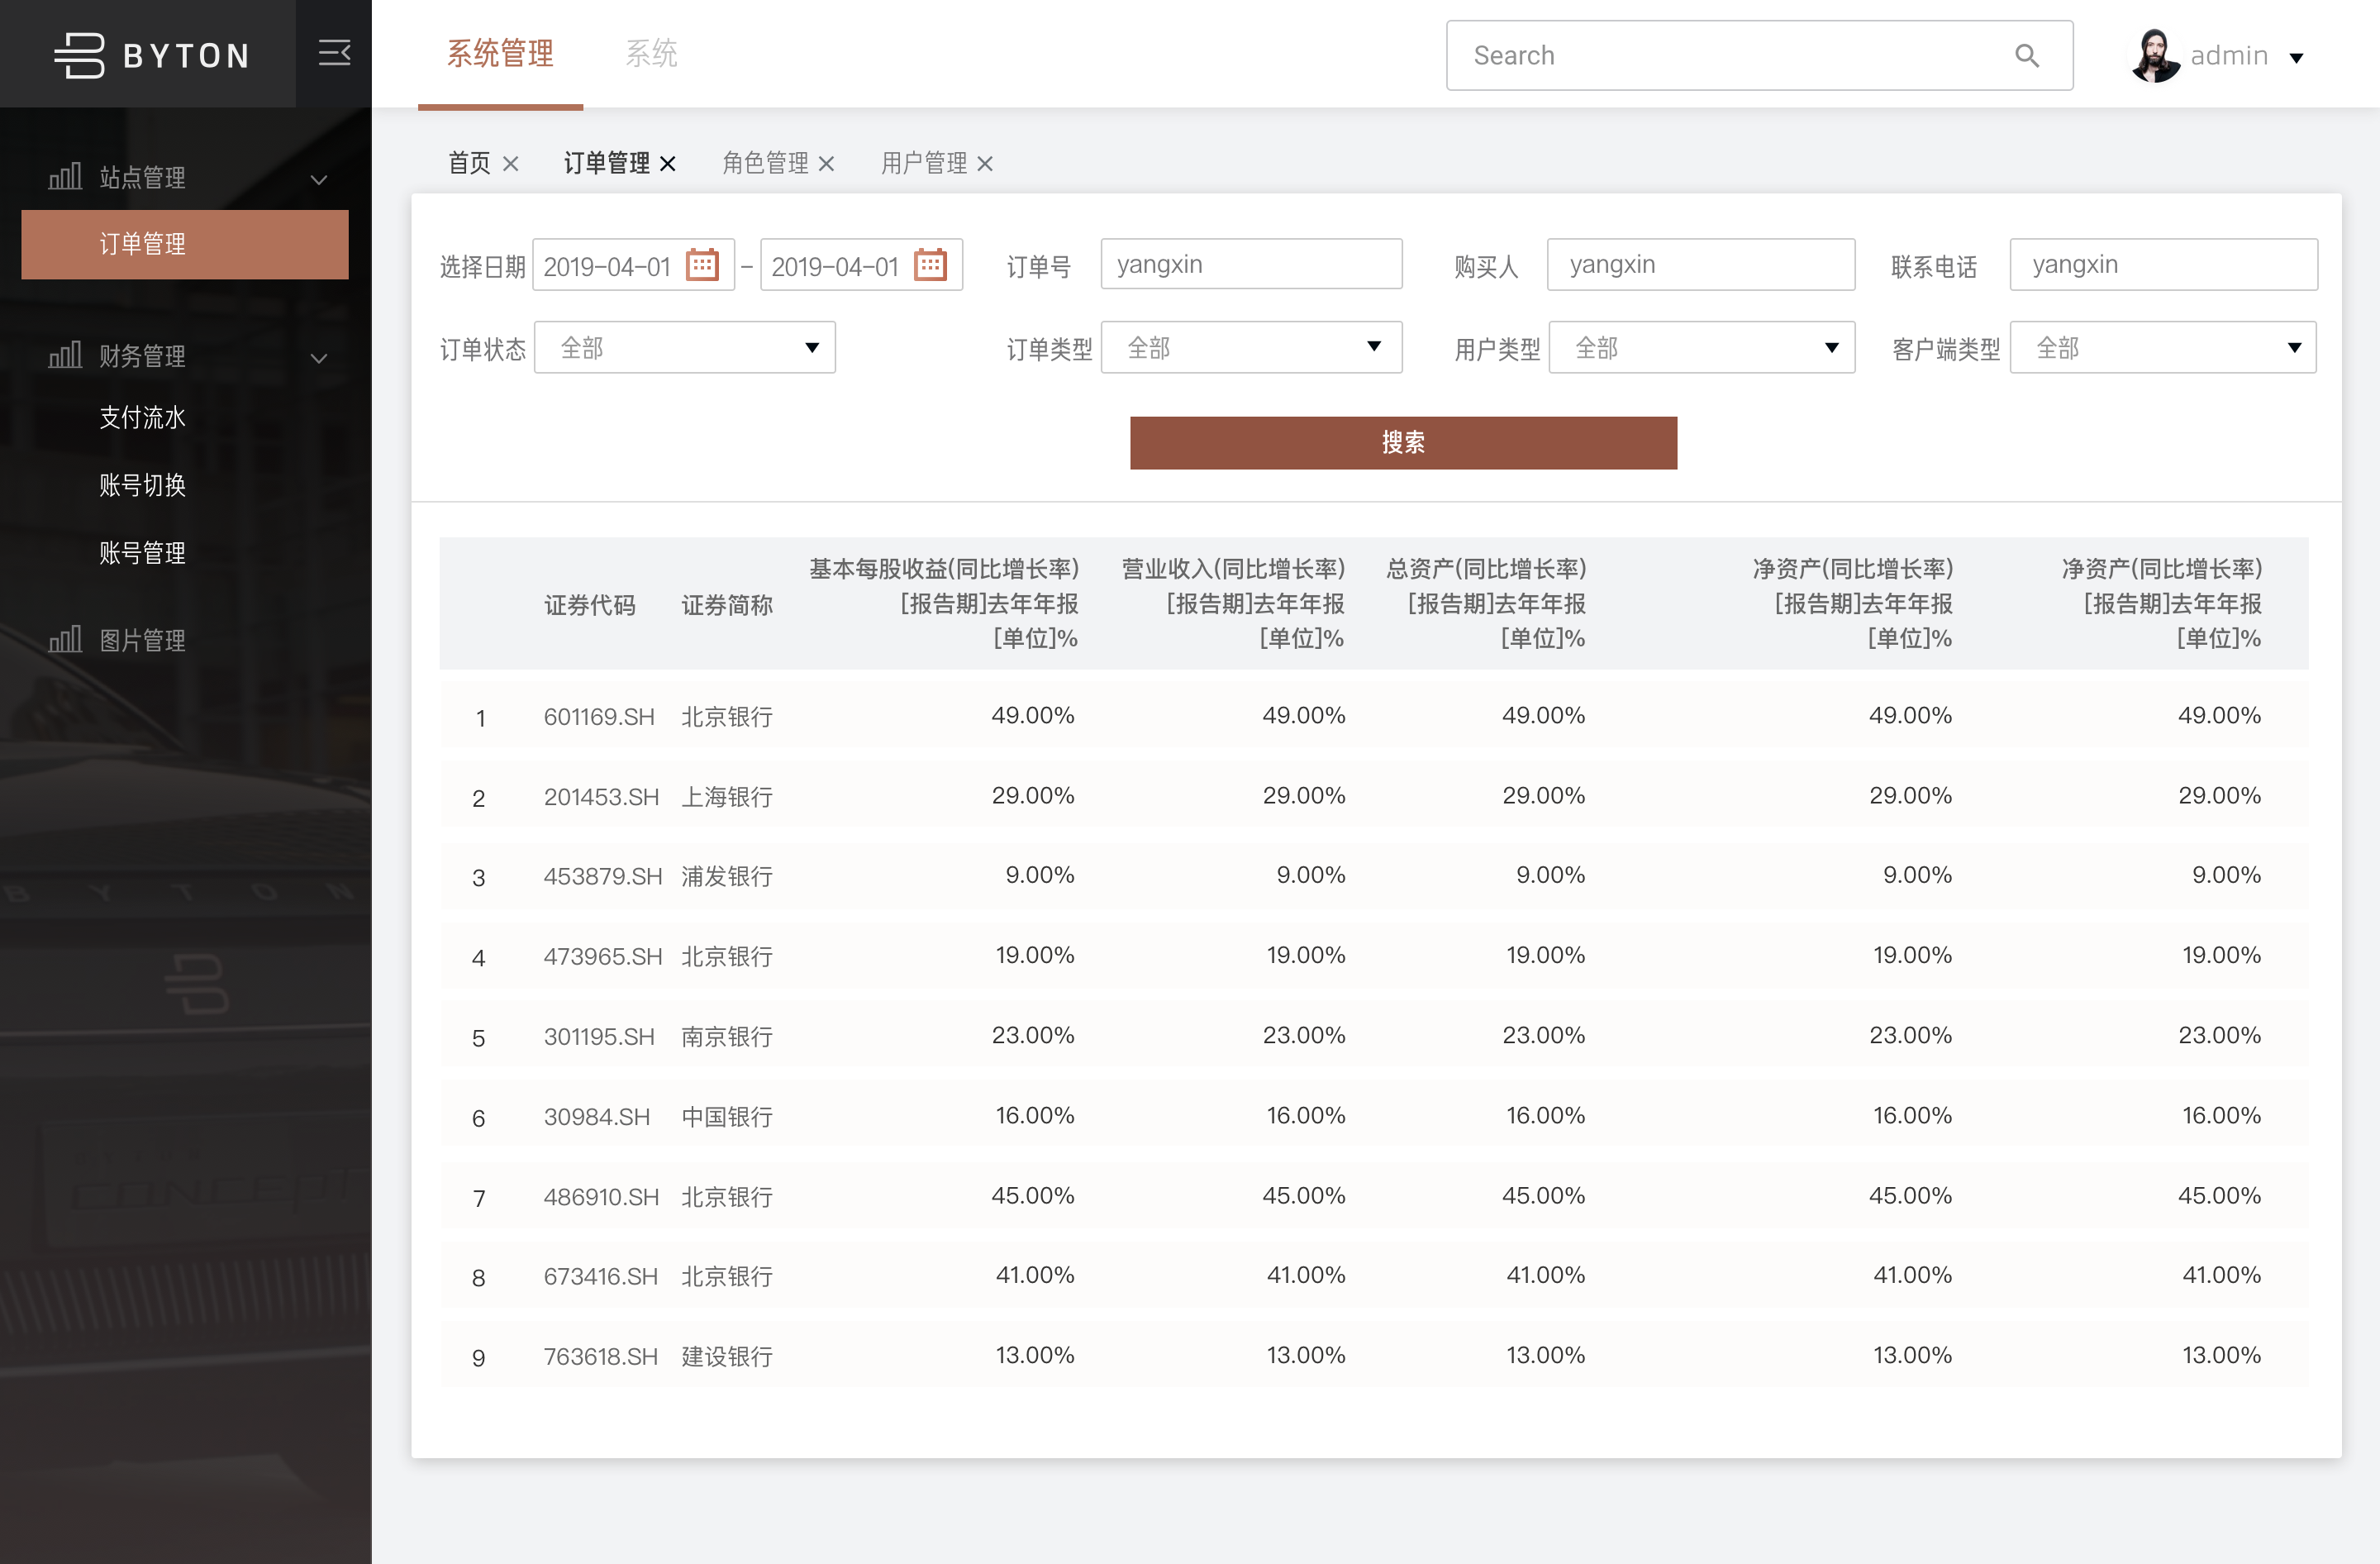 BYTON
系统管理
系统
Search
admin
站点管理
订单管理
财务管理
支付流水
账号切换
账号管理
图片管理
B Y T O N
CONCEPT
首页
订单管理
角色管理
用户管理
选择日期 2019-04-01 - 2019-04-01
订单号 yangxin
购买人 yangxin
联系电话 yangxin
订单状态 全部
订单类型 全部
用户类型 全部
客户端类型 全部
搜索
证券代码
证券简称
基本每股收益(同比增长率)
[报告期]去年年报
[单位]%
营业收入(同比增长率)
[报告期]去年年报
[单位]%
总资产(同比增长率)
[报告期]去年年报
[单位]%
净资产(同比增长率)
[报告期]去年年报
[单位]%
净资产(同比增长率)
[报告期]去年年报
[单位]%
1 601169.SH 北京银行 49.00% 49.00% 49.00% 49.00% 49.00%
2 201453.SH 上海银行 29.00% 29.00% 29.00% 29.00% 29.00%
3 453879.SH 浦发银行 9.00% 9.00% 9.00% 9.00% 9.00%
4 473965.SH 北京银行 19.00% 19.00% 19.00% 19.00% 19.00%
5 301195.SH 南京银行 23.00% 23.00% 23.00% 23.00% 23.00%
6 30984.SH 中国银行 16.00% 16.00% 16.00% 16.00% 16.00%
7 486910.SH 北京银行 45.00% 45.00% 45.00% 45.00% 45.00%
8 673416.SH 北京银行 41.00% 41.00% 41.00% 41.00% 41.00%
9 763618.SH 建设银行 13.00% 13.00% 13.00% 13.00% 13.00%